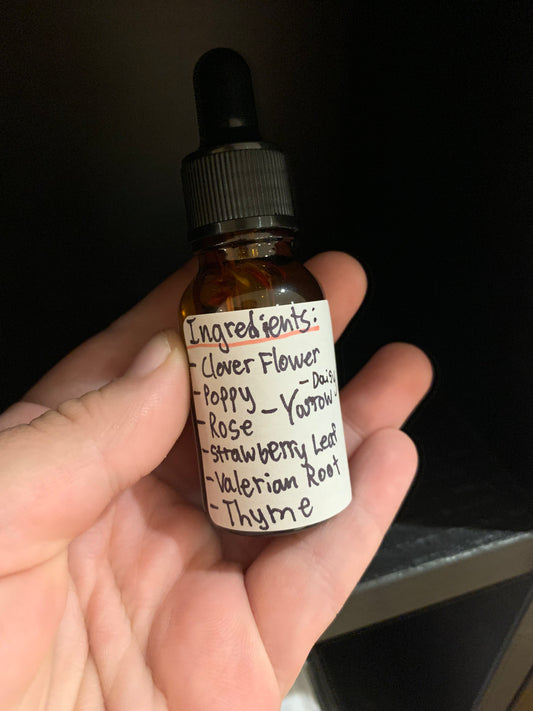 Ingredients:
- Clover Flower
- Poppy
- Daisy
- Rose
- Yarrow
- Strawberry Leaf
- Valerian Root
- Thyme